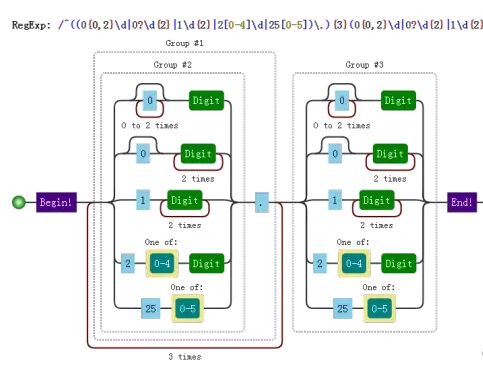 RegExp: /^((0{0,2}\d|0?\d{2}|1\d{2}|2[0-4]\d|25[0-5])\.){3}(0{0,2}\d|0?\d{2}|1\d{2}
Group #1
Group #2 Group #3
0 Digit 0 Digit
0 to 2 times 0 to 2 times
0 Digit 0 Digit
2 times 2 times
Begin! 1 Digit . 1 Digit End!
2 times 2 times
One of: One of:
2 0-4 Digit 2 0-4 Digit
One of: One of:
25 0-5 25 0-5
3 times